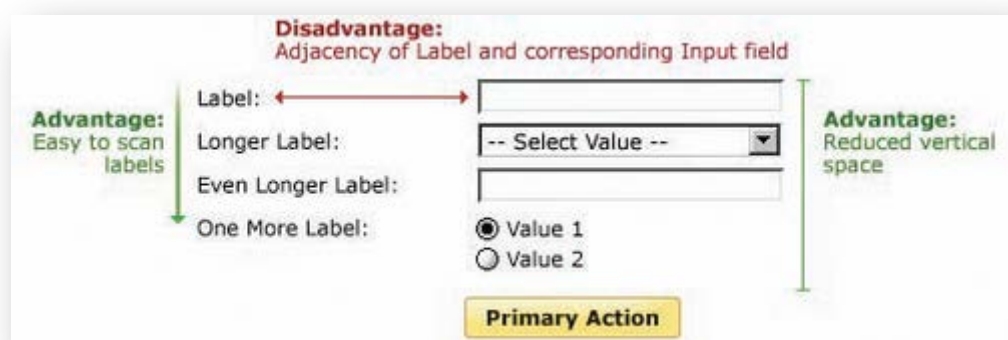 Disadvantage:
Adjacency of Label and corresponding Input field
Label:
Advantage:
Easy to scan
labels
Longer Label:
-- Select Value --
Even Longer Label:
One More Label:
Value 1
Value 2
Advantage:
Reduced vertical
space
Primary Action